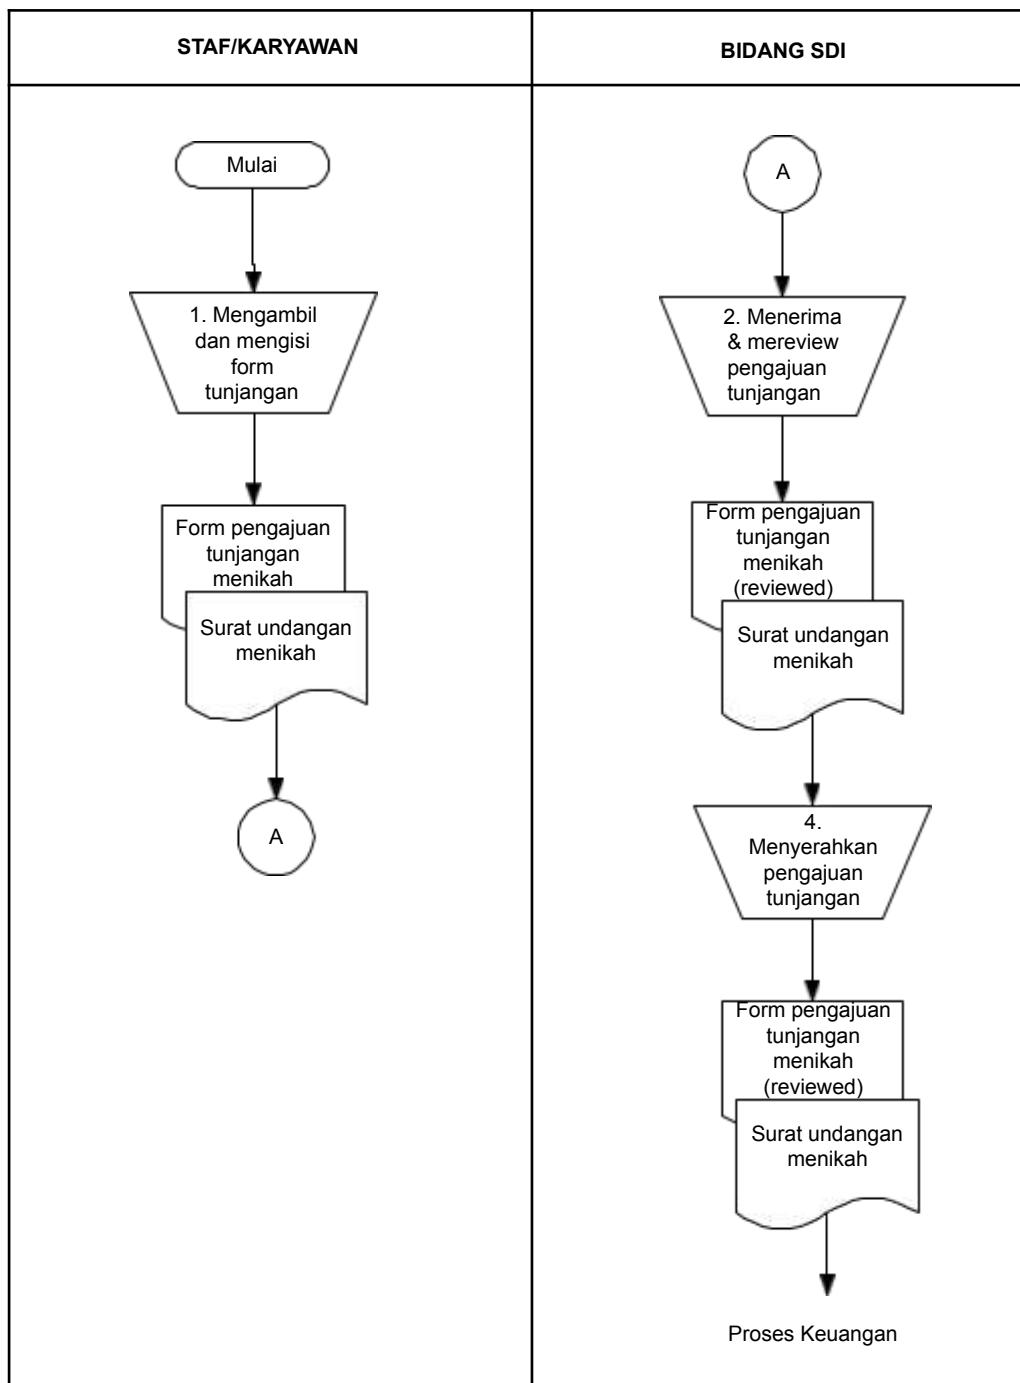 STAF/KARYAWAN
BIDANG SDI
Mulai
1. Mengambil
dan mengisi
form
tunjangan
Form pengajuan
tunjangan
menikah
Surat undangan
menikah
A
A
2. Menerima
& mereview
pengajuan
tunjangan
Form pengajuan
tunjangan
menikah
(reviewed)
Surat undangan
menikah
4.
Menyerahkan
pengajuan
tunjangan
Form pengajuan
tunjangan
menikah
(reviewed)
Surat undangan
menikah
Proses Keuangan